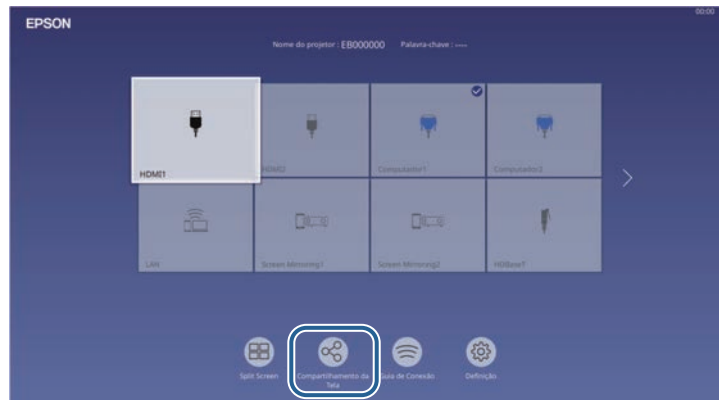 00:00
EPSON
Nome do projetor : EB000000 Palavra-chave : ----
HDMI1
HDMI2
Computador1
Computador2
LAN
Screen Mirroring1
Screen Mirroring2
HDBaseT
Split Screen
Compartilhamento da
Tela
Guia de Conexão
Definição